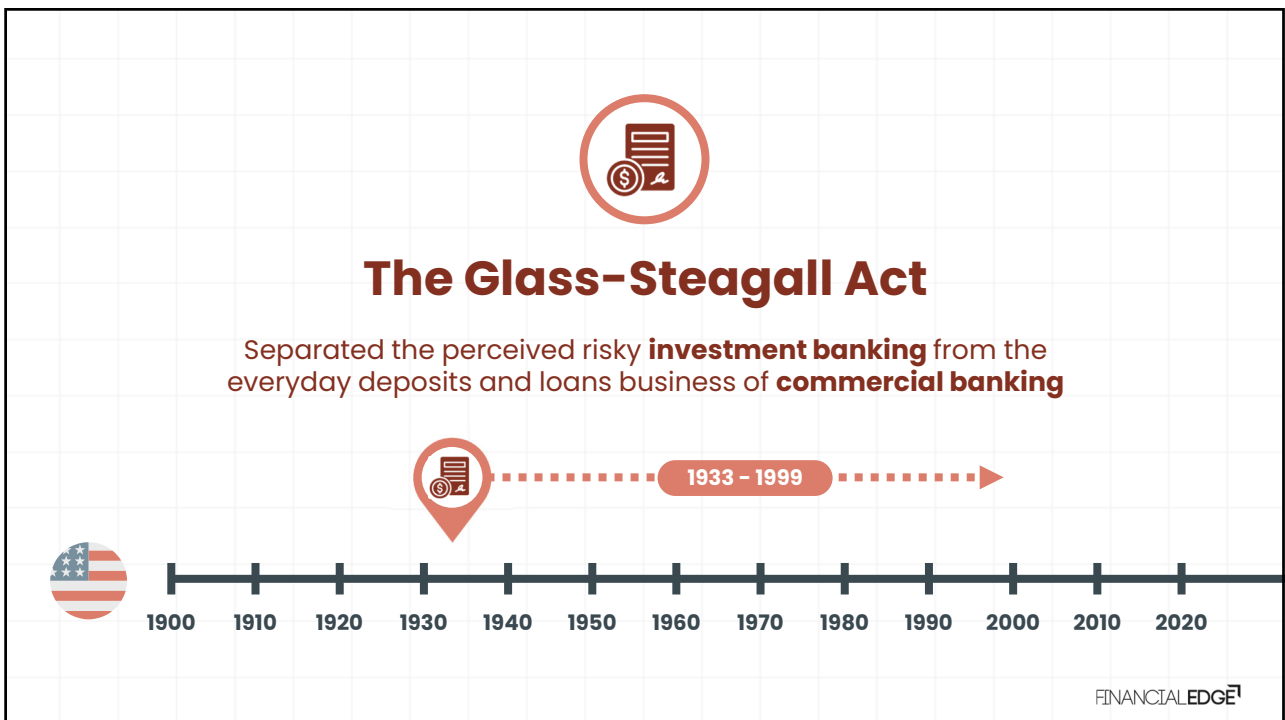 The Glass-Steagall Act
Separated the perceived risky investment banking from the
everyday deposits and loans business of commercial banking
1933 - 1999
1900 1910 1920 1930 1940 1950 1960 1970 1980 1990 2000 2010 2020
FINANCIALEDGE